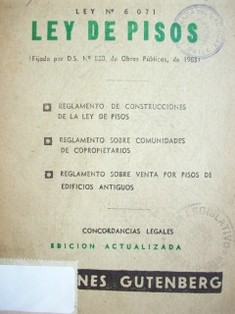 LEY Nº 6 071
LEY DE PISOS
(Fijado por D.S. Nº 880, de Obras Públicas, de 1963)
REGLAMENTO DE CONSTRUCCIONES
DE LA LEY DE PISOS
REGLAMENTO SOBRE COMUNIDADES
DE COPROPIETARIOS
REGLAMENTO SOBRE VENTA POR PISOS DE
EDIFICIOS ANTIGUOS
CONCORDANCIAS LEGALES
EDICION ACTUALIZADA
NES GUTENBERG